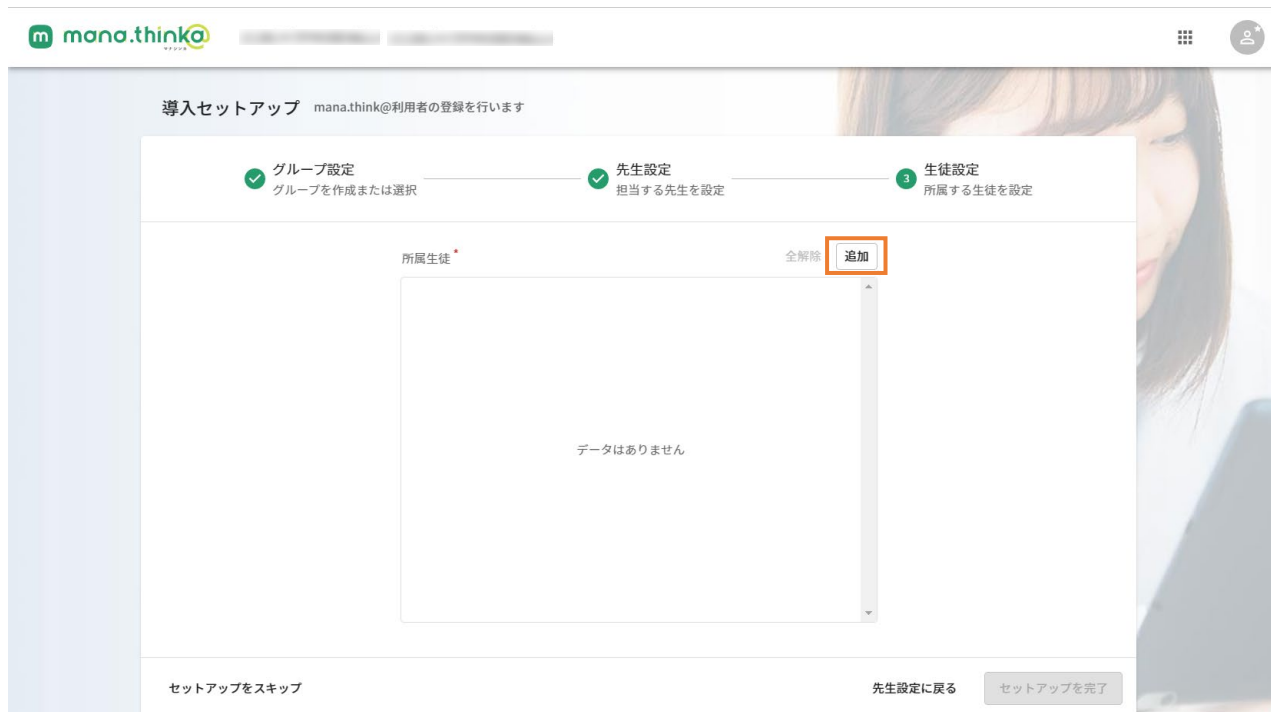 m mana.think@
マナシンカ
導入セットアップ mana.think@利用者の登録を行います
グループ設定
グループを作成または選択
先生設定
担当する先生を設定
3 生徒設定
所属する生徒を設定
所属生徒* 全解除 追加
データはありません
セットアップをスキップ 先生設定に戻る セットアップを完了